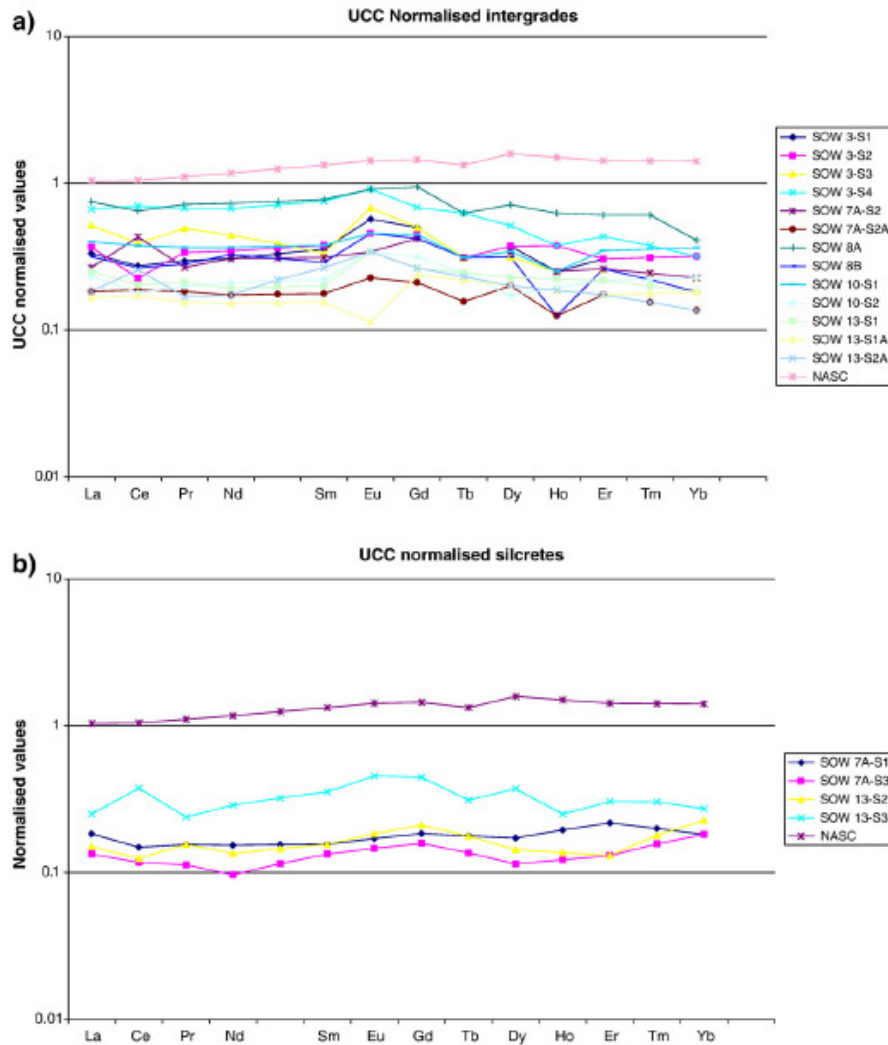 a)
UCC Normalised intergrades
UCC normalised values
10
1
0.1
0.01
La Ce Pr Nd Sm Eu Gd Tb Dy Ho Er Tm Yb
SOW 3-S1
SOW 3-S2
SOW 3-S3
SOW 3-S4
SOW 7A-S2
SOW 7A-S2A
SOW 8A
SOW 8B
SOW 10-S1
SOW 10-S2
SOW 13-S1
SOW 13-S1A
SOW 13-S2A
NASC
b)
UCC normalised silcretes
Normalised values
10
1
0.1
0.01
La Ce Pr Nd Sm Eu Gd Tb Dy Ho Er Tm Yb
SOW 7A-S1
SOW 7A-S3
SOW 13-S2
SOW 13-S3
NASC